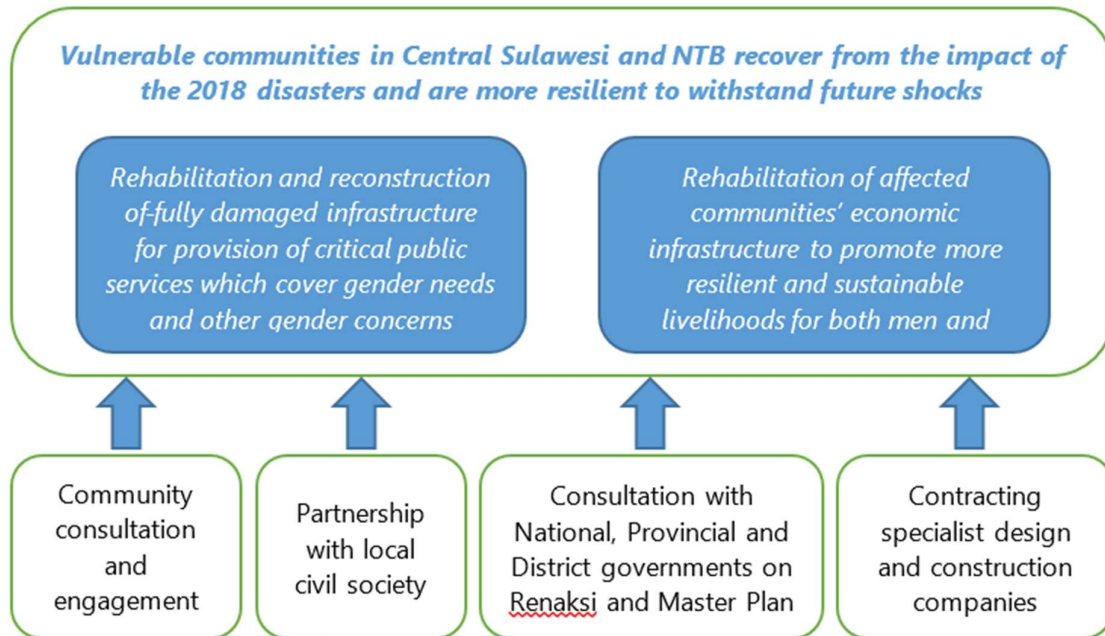 Vulnerable communities in Central Sulawesi and NTB recover from the impact of
the 2018 disasters and are more resilient to withstand future shocks
Rehabilitation and reconstruction
of-fully damaged infrastructure
for provision of critical public
services which cover gender needs
and other gender concerns
Rehabilitation of affected
communities’ economic
infrastructure to promote more
resilient and sustainable
livelihoods for both men and
Community
consultation
and
engagement
Partnership
with local
civil society
Consultation with
National, Provincial and
District governments on
Renaksi and Master Plan
Contracting
specialist design
and construction
companies